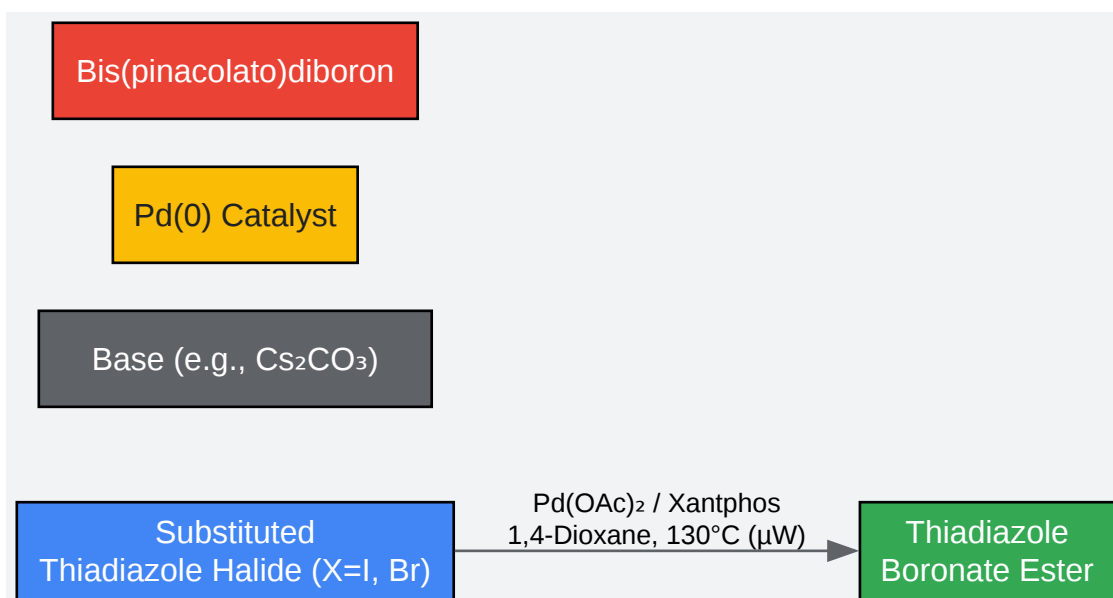 Bis(pinacolato)diboron
Pd(0) Catalyst
Base (e.g., Cs₂CO₃)
Substituted
Thiadiazole Halide (X=I, Br)
Pd(OAc)₂ / Xantphos
1,4-Dioxane, 130°C (µW)
Thiadiazole
Boronate Ester